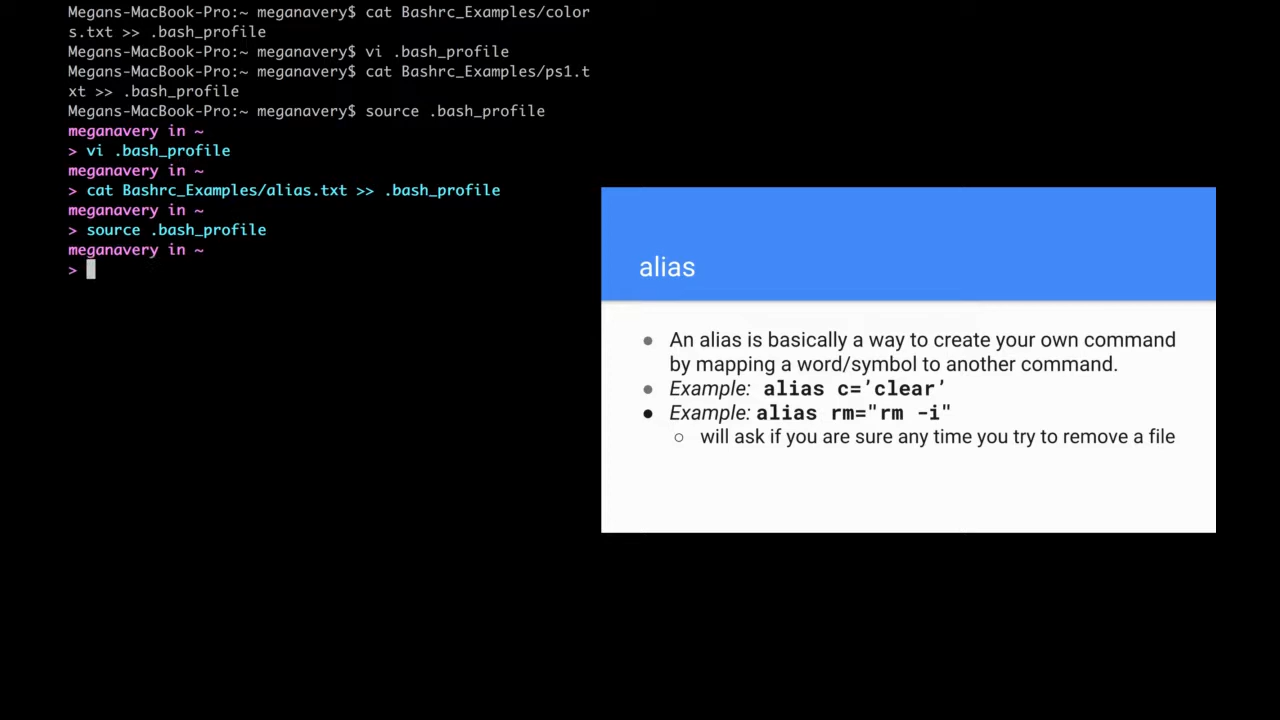 Megans-MacBook-Pro:~ meganavery$ cat Bashrc_Examples/color
s.txt >> .bash_profile
Megans-MacBook-Pro:~ meganavery$ vi .bash_profile
Megans-MacBook-Pro:~ meganavery$ cat Bashrc_Examples/ps1.t
xt >> .bash_profile
Megans-MacBook-Pro:~ meganavery$ source .bash_profile
meganavery in ~
> vi .bash_profile
meganavery in ~
> cat Bashrc_Examples/alias.txt >> .bash_profile
meganavery in ~
> source .bash_profile
meganavery in ~
>
alias
● An alias is basically a way to create your own command
by mapping a word/symbol to another command.
● Example: alias c=’clear’
● Example: alias rm="rm -i"
○ will ask if you are sure any time you try to remove a file